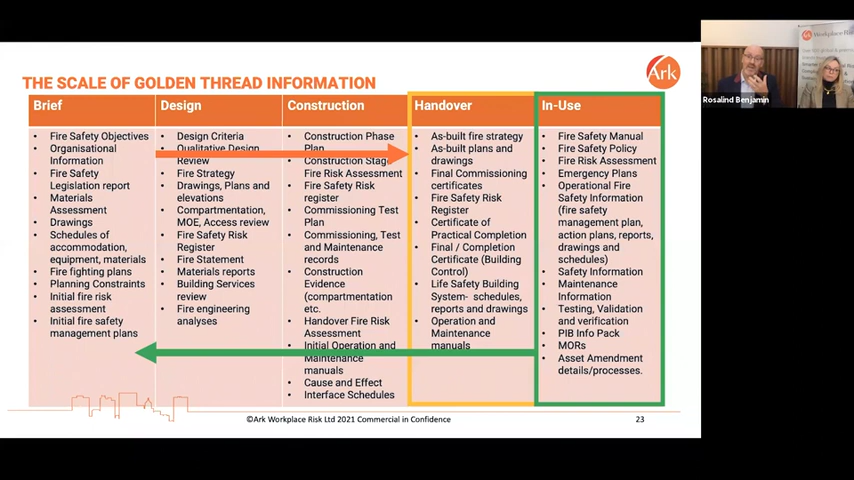 THE SCALE OF GOLDEN THREAD INFORMATION
Ark
Brief
• Fire Safety Objectives
• Organisational
Information
• Fire Safety
Legislation report
• Materials
Assessment
• Drawings
• Schedules of
accommodation,
equipment, materials
• Fire fighting plans
• Planning Constraints
• Initial fire risk
assessment
• Initial fire safety
management plans
Design
• Design Criteria
• Qualitative Design
Review
• Fire Strategy
• Drawings, Plans and
elevations
• Compartmentation,
MOE, Access review
• Fire Safety Risk
Register
• Fire Statement
• Materials reports
• Building Services
review
• Fire engineering
analyses
Construction
• Construction Phase
Plan
• Construction Stage
Fire Risk Assessment
• Fire Safety Risk
register
• Commissioning Test
Plan
• Commissioning, Test
and Maintenance
records
• Construction
Evidence
(compartmentation
etc.
• Handover Fire Risk
Assessment
• Initial Operation and
Maintenance
manuals
• Cause and Effect
• Interface Schedules
Handover
• As-built fire strategy
• As-built plans and
drawings
• Final Commissioning
certificates
• Fire Safety Risk
Register
• Certificate of
Practical Completion
• Final / Completion
Certificate (Building
Control)
• Life Safety Building
System- schedules,
reports and drawings
• Operation and
Maintenance
manuals
In-Use
• Fire Safety Manual
• Fire Safety Policy
• Fire Risk Assessment
• Emergency Plans
• Operational Fire
Safety Information
(fire safety
management plan,
action plans, reports,
drawings and
schedules)
• Safety Information
• Maintenance
Information
• Testing, Validation
and verification
• PIB Info Pack
• MORs
• Asset Amendment
details/processes.
©Ark Workplace Risk Ltd 2021 Commercial in Confidence
23
Workplace Risk
Rosalind Benjamin